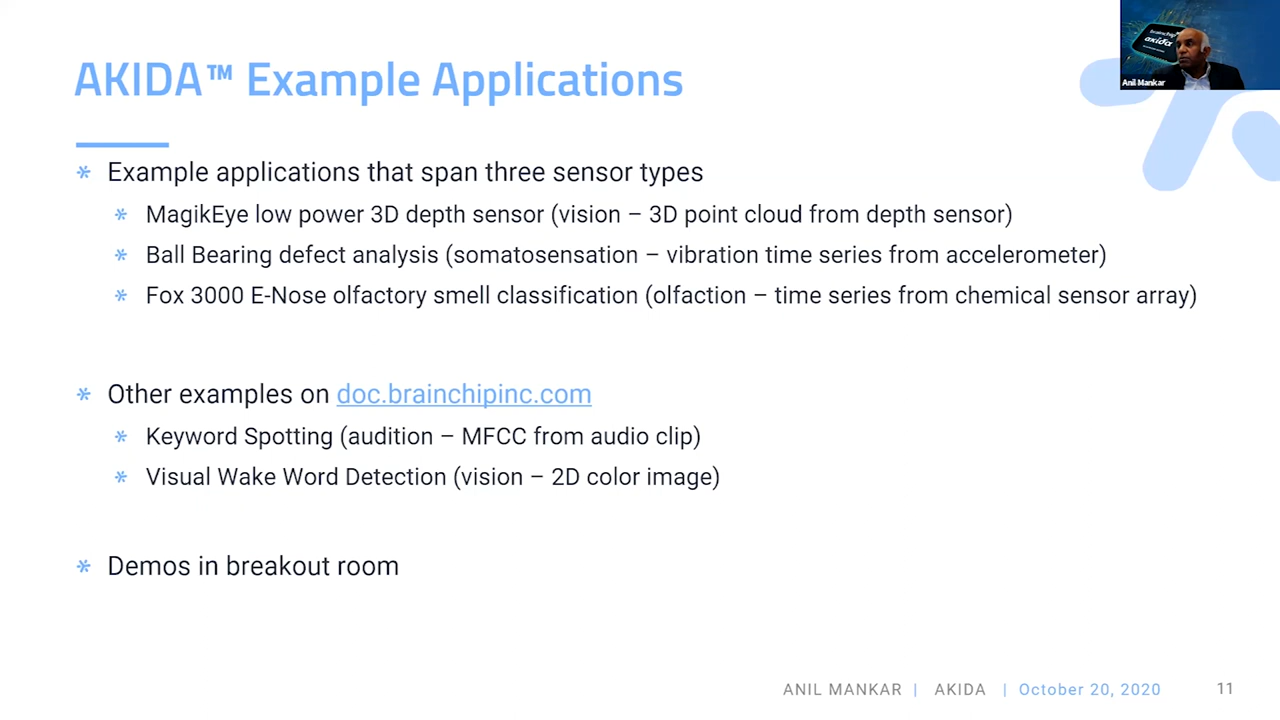 brainchip
akida
Anil Mankar
AKIDA™ Example Applications
* Example applications that span three sensor types
* MagikEye low power 3D depth sensor (vision – 3D point cloud from depth sensor)
* Ball Bearing defect analysis (somatosensation – vibration time series from accelerometer)
* Fox 3000 E-Nose olfactory smell classification (olfaction – time series from chemical sensor array)
* Other examples on doc.brainchipinc.com
* Keyword Spotting (audition – MFCC from audio clip)
* Visual Wake Word Detection (vision – 2D color image)
* Demos in breakout room
ANIL MANKAR | AKIDA | October 20, 2020 11